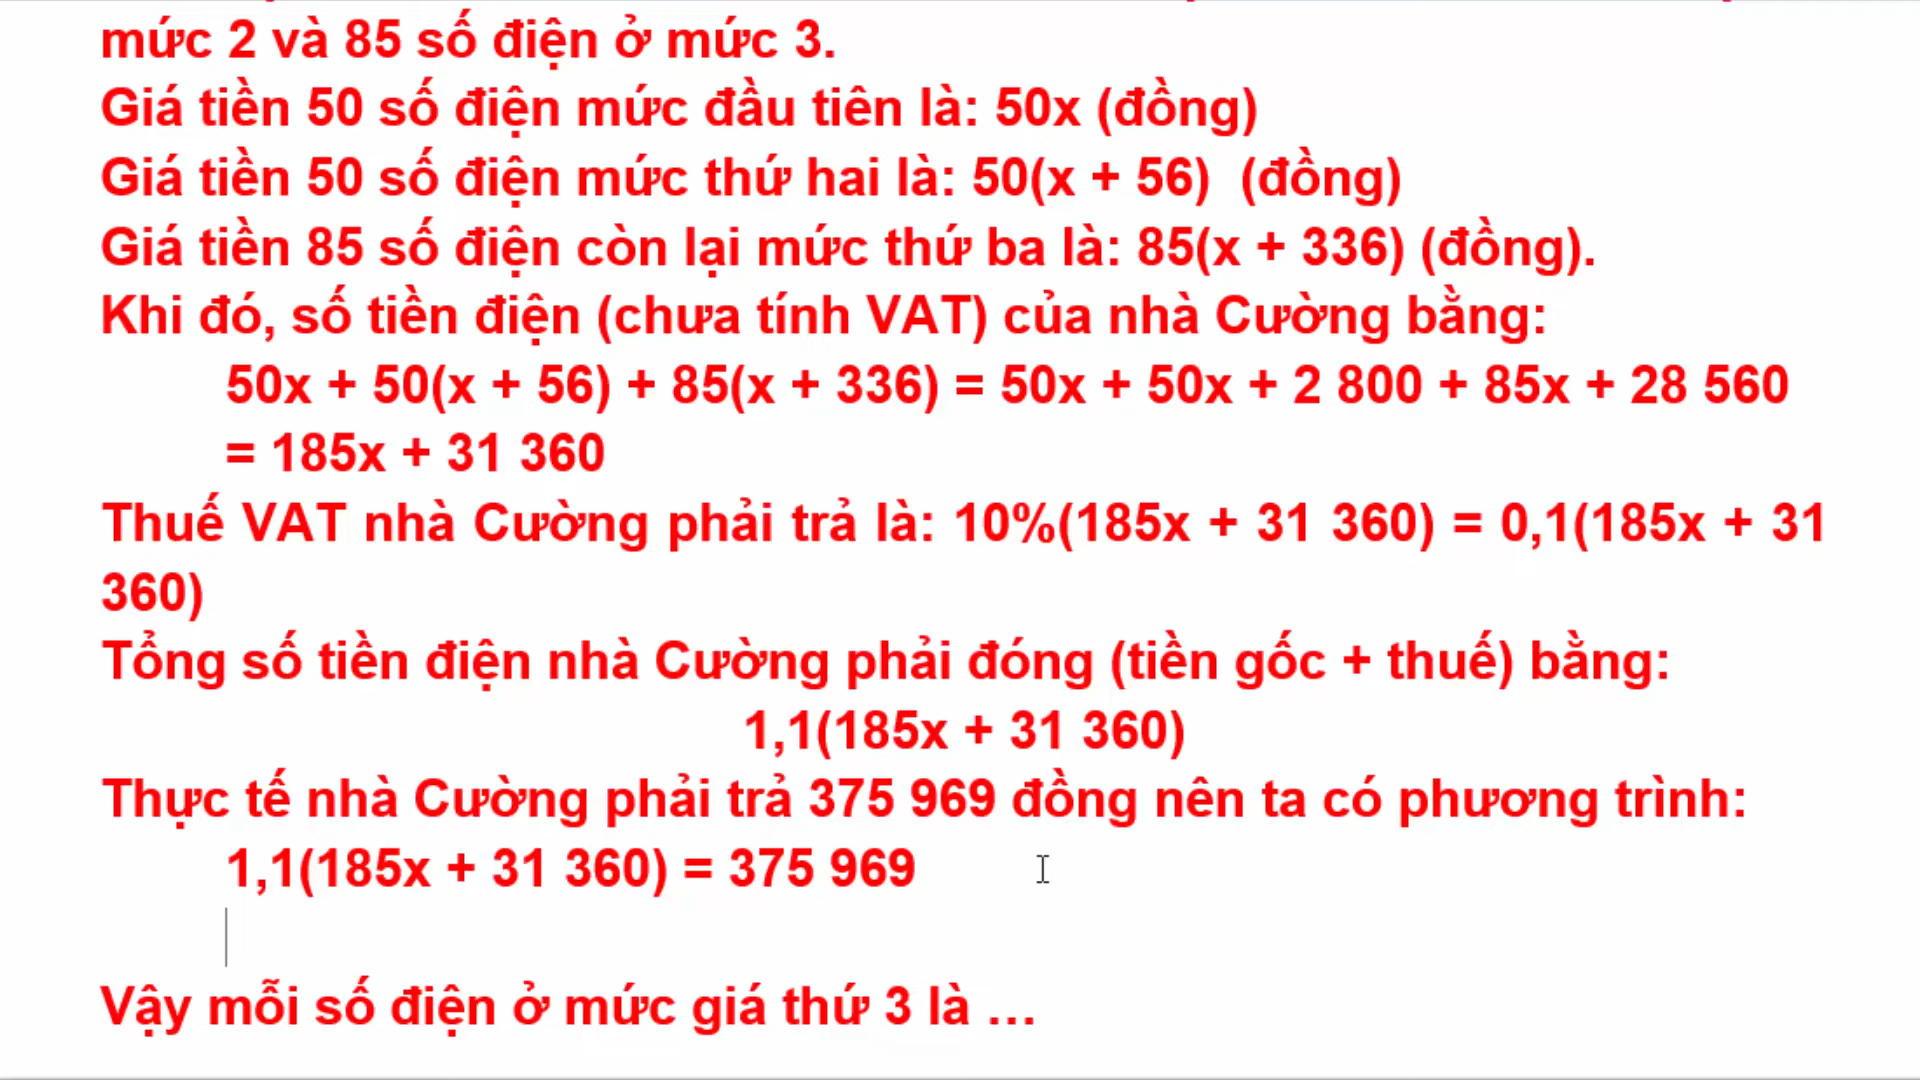 mức 2 và 85 số điện ở mức 3.
Giá tiền 50 số điện mức đầu tiên là: 50x (đồng)
Giá tiền 50 số điện mức thứ hai là: 50(x + 56) (đồng)
Giá tiền 85 số điện còn lại mức thứ ba là: 85(x + 336) (đồng).
Khi đó, số tiền điện (chưa tính VAT) của nhà Cường bằng:
50x + 50(x + 56) + 85(x + 336) = 50x + 50x + 2 800 + 85x + 28 560
= 185x + 31 360
Thuế VAT nhà Cường phải trả là: 10%(185x + 31 360) = 0,1(185x + 31
360)
Tổng số tiền điện nhà Cường phải đóng (tiền gốc + thuế) bằng:
1,1(185x + 31 360)
Thực tế nhà Cường phải trả 375 969 đồng nên ta có phương trình:
1,1(185x + 31 360) = 375 969
Vậy mỗi số điện ở mức giá thứ 3 là …